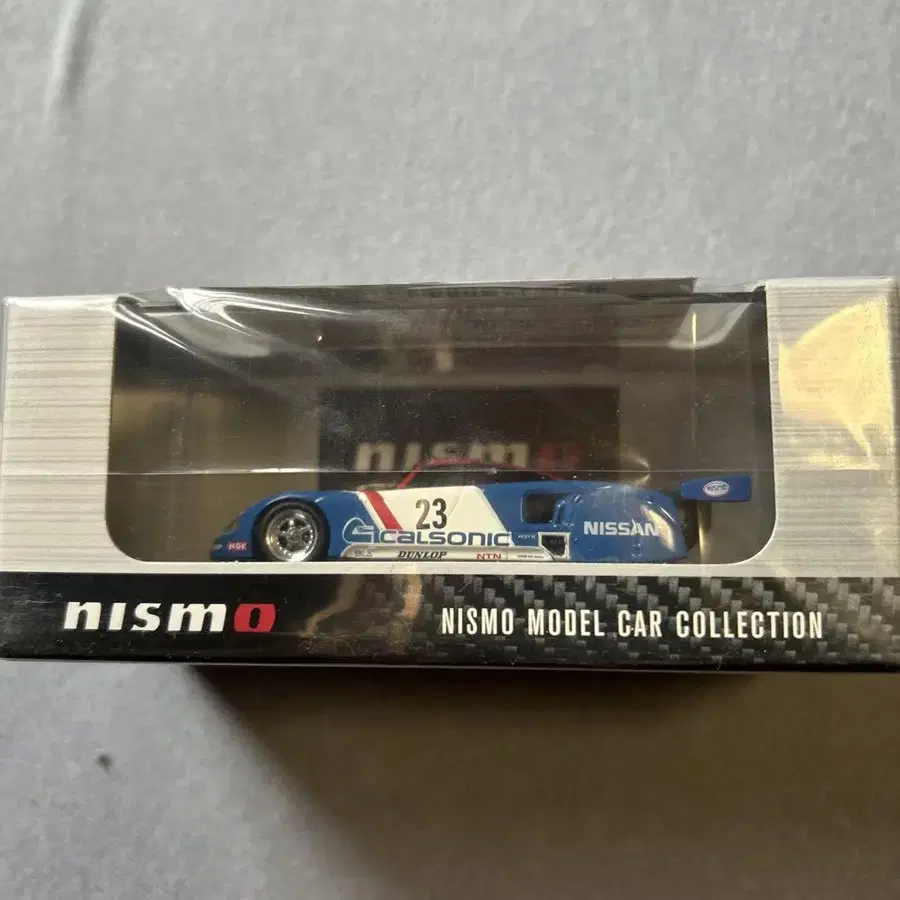 nismo
23
calsonic
NISSAN
NGK
DUNLOP
NTN
nismo
NISMO MODEL CAR COLLECTION